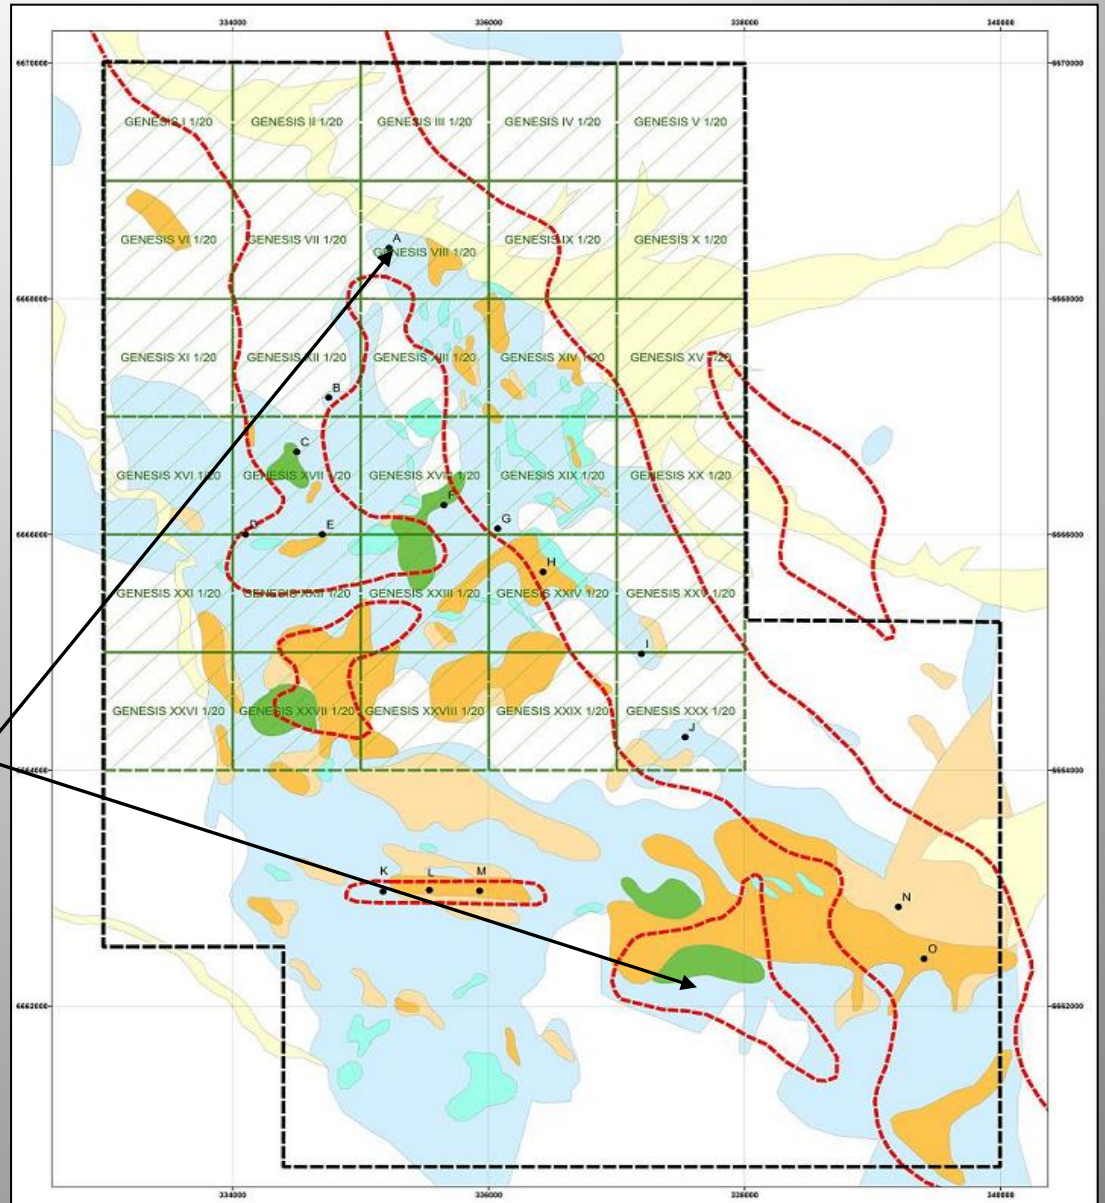 334000 336000 338000 340000
6670000 6670000
GENESIS I 1/20 GENESIS II 1/20 GENESIS III 1/20 GENESIS IV 1/20 GENESIS V 1/20
A
GENESIS VI 1/20 GENESIS VII 1/20 GENESIS VIII 1/20 GENESIS IX 1/20 GENESIS X 1/20
6668000 6668000
GENESIS XI 1/20 GENESIS XII 1/20 GENESIS XIII 1/20 GENESIS XIV 1/20 GENESIS XV 1/20
B
C
GENESIS XVI 1/20 GENESIS XVII 1/20 GENESIS XVIII 1/20 GENESIS XIX 1/20 GENESIS XX 1/20
F
D E G
6666000 6666000
H
GENESIS XXI 1/20 GENESIS XXII 1/20 GENESIS XXIII 1/20 GENESIS XXIV 1/20 GENESIS XXV 1/20
I
GENESIS XXVI 1/20 GENESIS XXVII 1/20 GENESIS XXVIII 1/20 GENESIS XXIX 1/20 GENESIS XXX 1/20
J
6664000 6664000
K L M
N
O
6662000 6662000
334000 336000 338000 340000